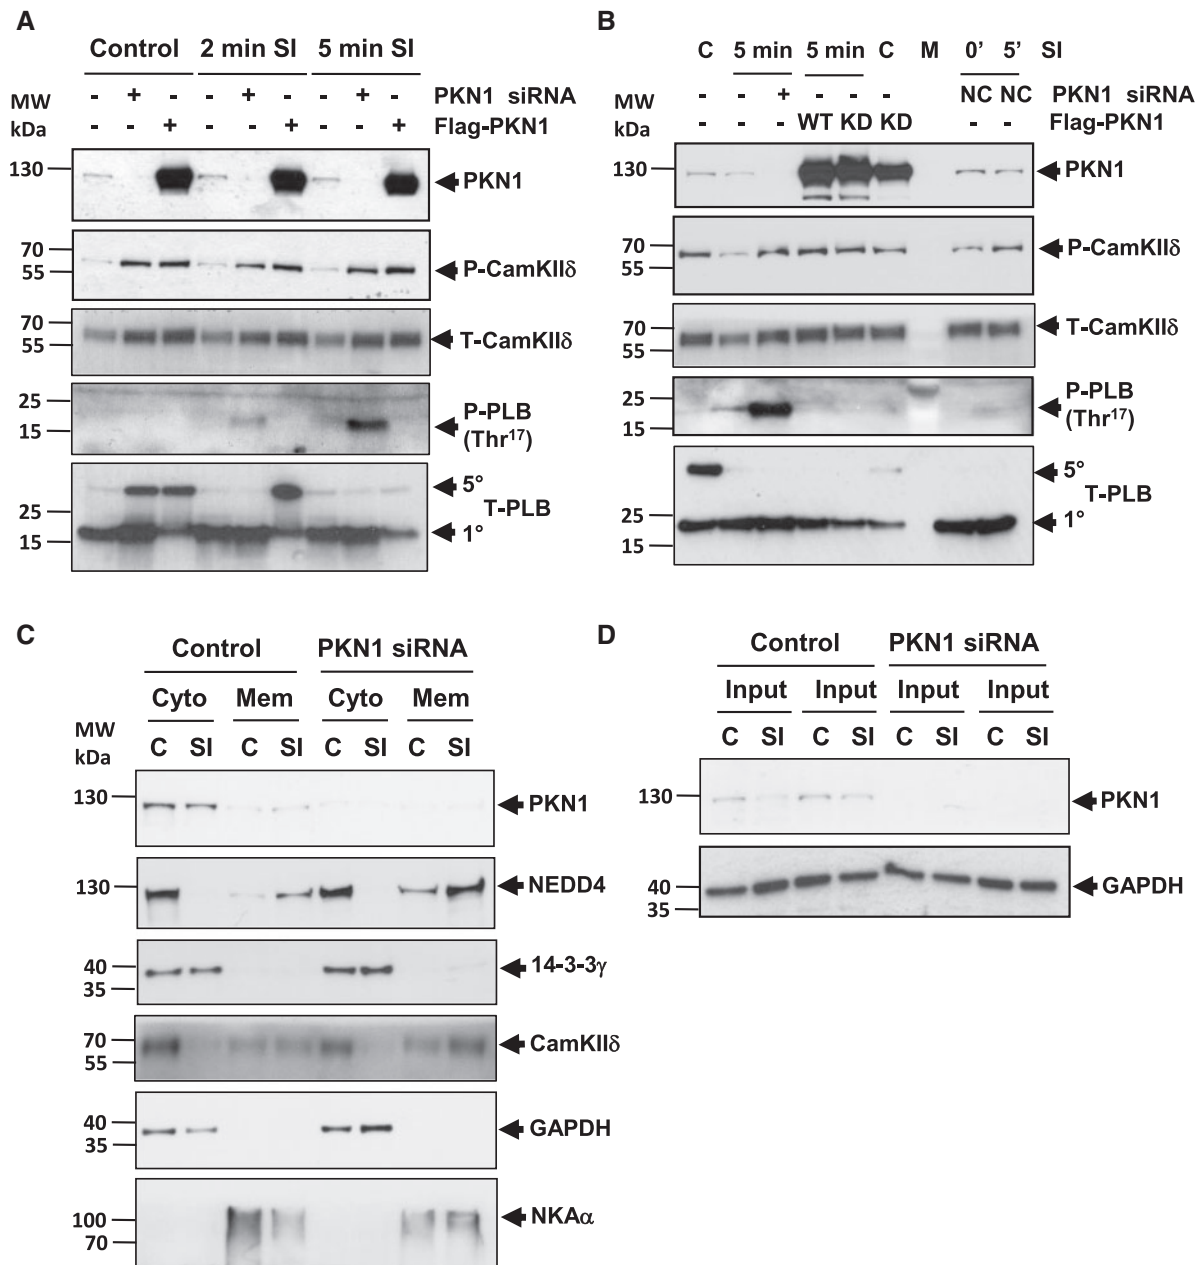 A
Control 2 min SI 5 min SI
- + - - + - - + - PKN1 siRNA
- - + - - + - - + Flag-PKN1
MW
kDa
130 PKN1
70
55 P-CamKIIδ
70
55 T-CamKIIδ
25
15 P-PLB
(Thr17)
5°
T-PLB
25
1°
15
B
C 5 min 5 min C M 0' 5' SI
- - + - - - NC NC PKN1 siRNA
- - - WT KD KD - - Flag-PKN1
MW
kDa
130 PKN1
70
55 P-CamKIIδ
70
55 T-CamKIIδ
25
15 P-PLB
(Thr17)
5°
T-PLB
25
1°
15
C
Control PKN1 siRNA
Cyto Mem Cyto Mem
C SI C SI C SI C SI
MW
kDa
130 PKN1
130 NEDD4
40
35 14-3-3γ
70
55 CamKIIδ
40
35 GAPDH
100
70 NKAα
D
Control PKN1 siRNA
Input Input Input Input
C SI C SI C SI C SI
130 PKN1
40
35 GAPDH